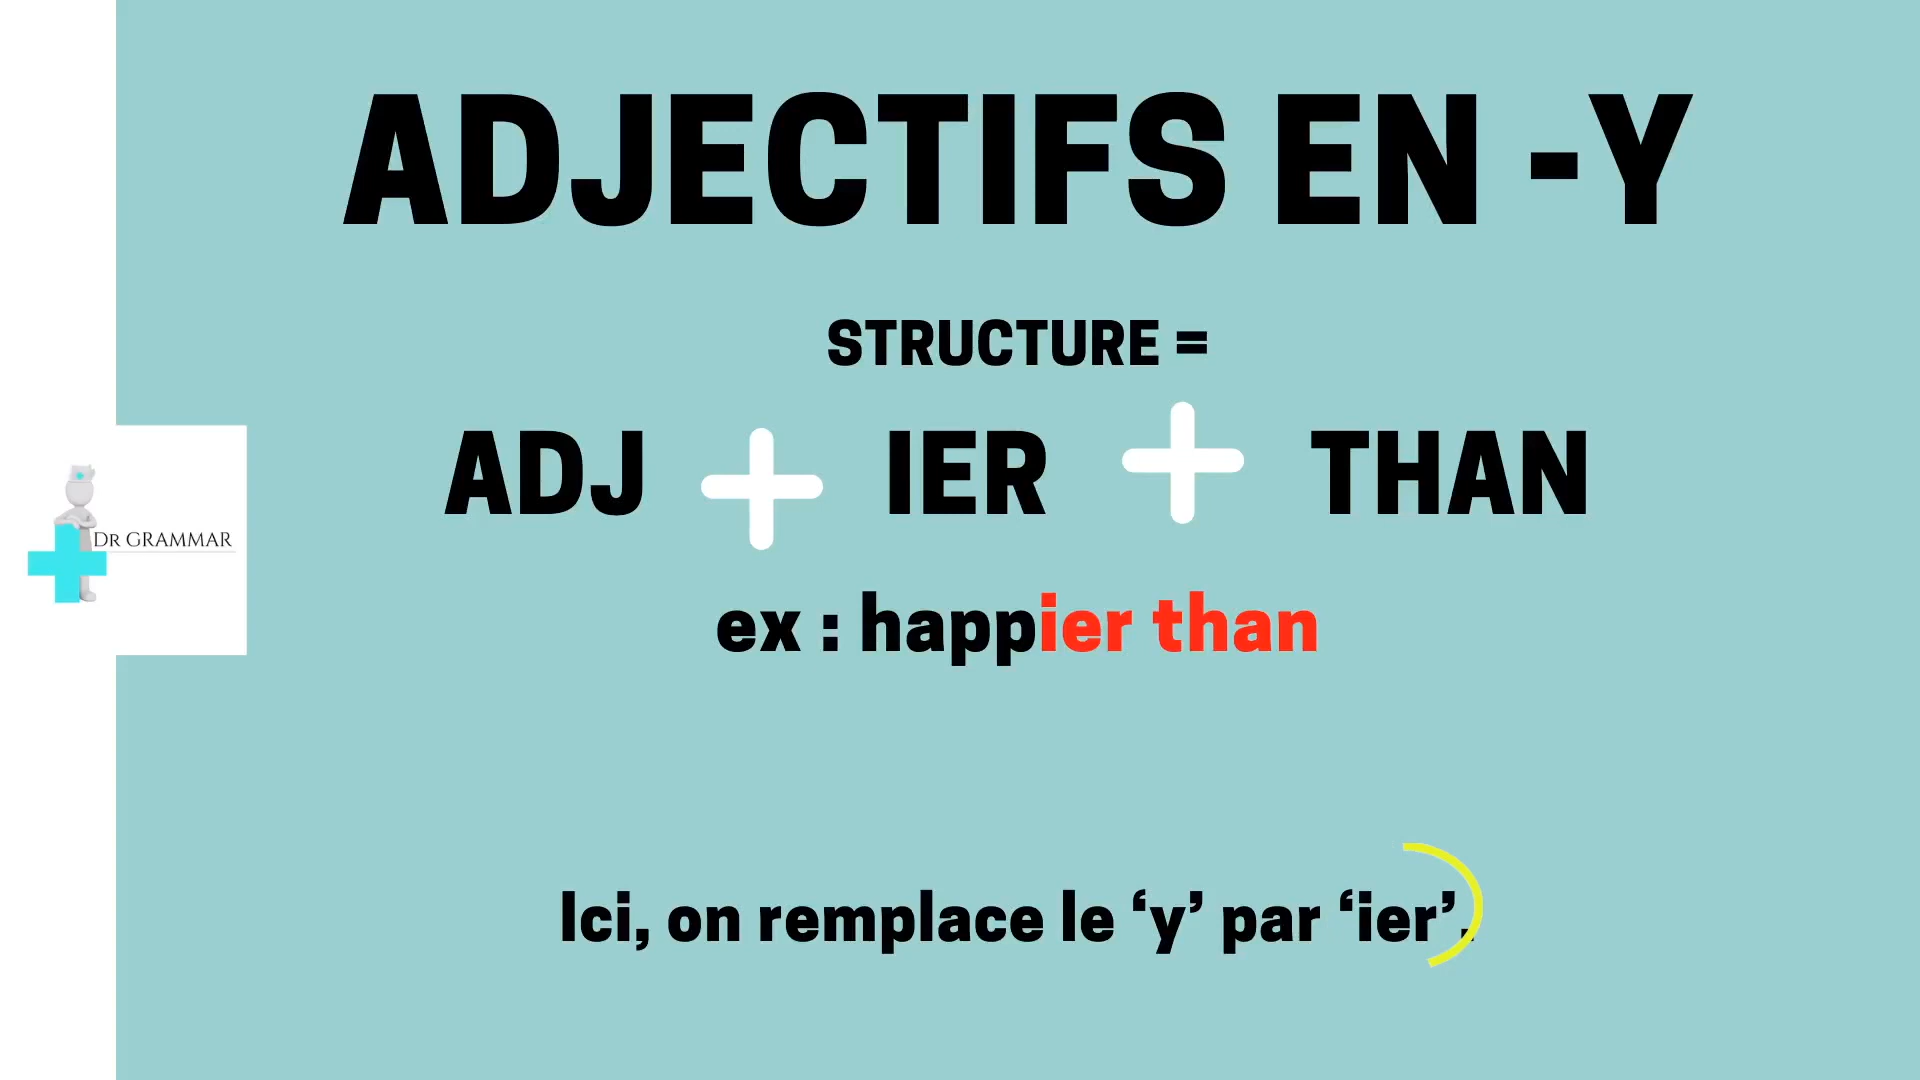 ADJECTIFS EN -Y
STRUCTURE =
ADJ + IER + THAN
ex : happier than
DR GRAMMAR
Ici, on remplace le ‘y’ par ‘ier’.